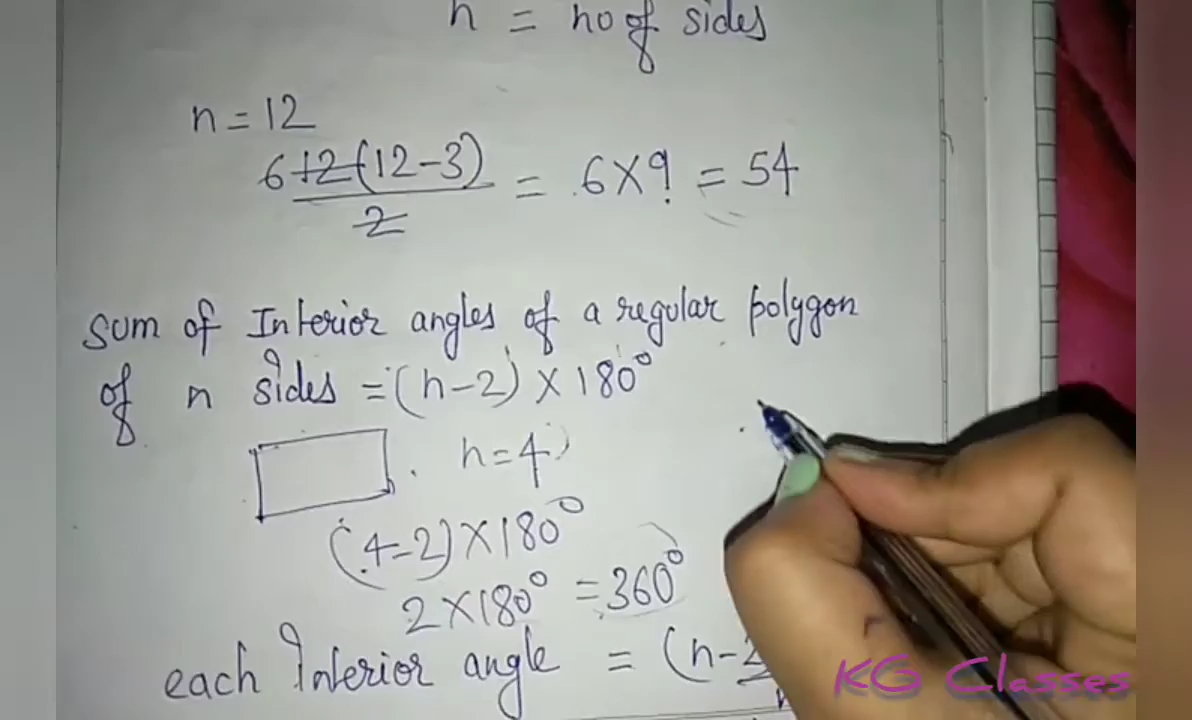 n = no of sides
n = 12
6 12(12-3)/2 = 6×9 = 54
Sum of Interior angles of a regular polygon
of n sides = (n-2) × 180°
n=4
(4-2)×180°
2×180° = 360°
each Interior angle = (n-2
KG Classes